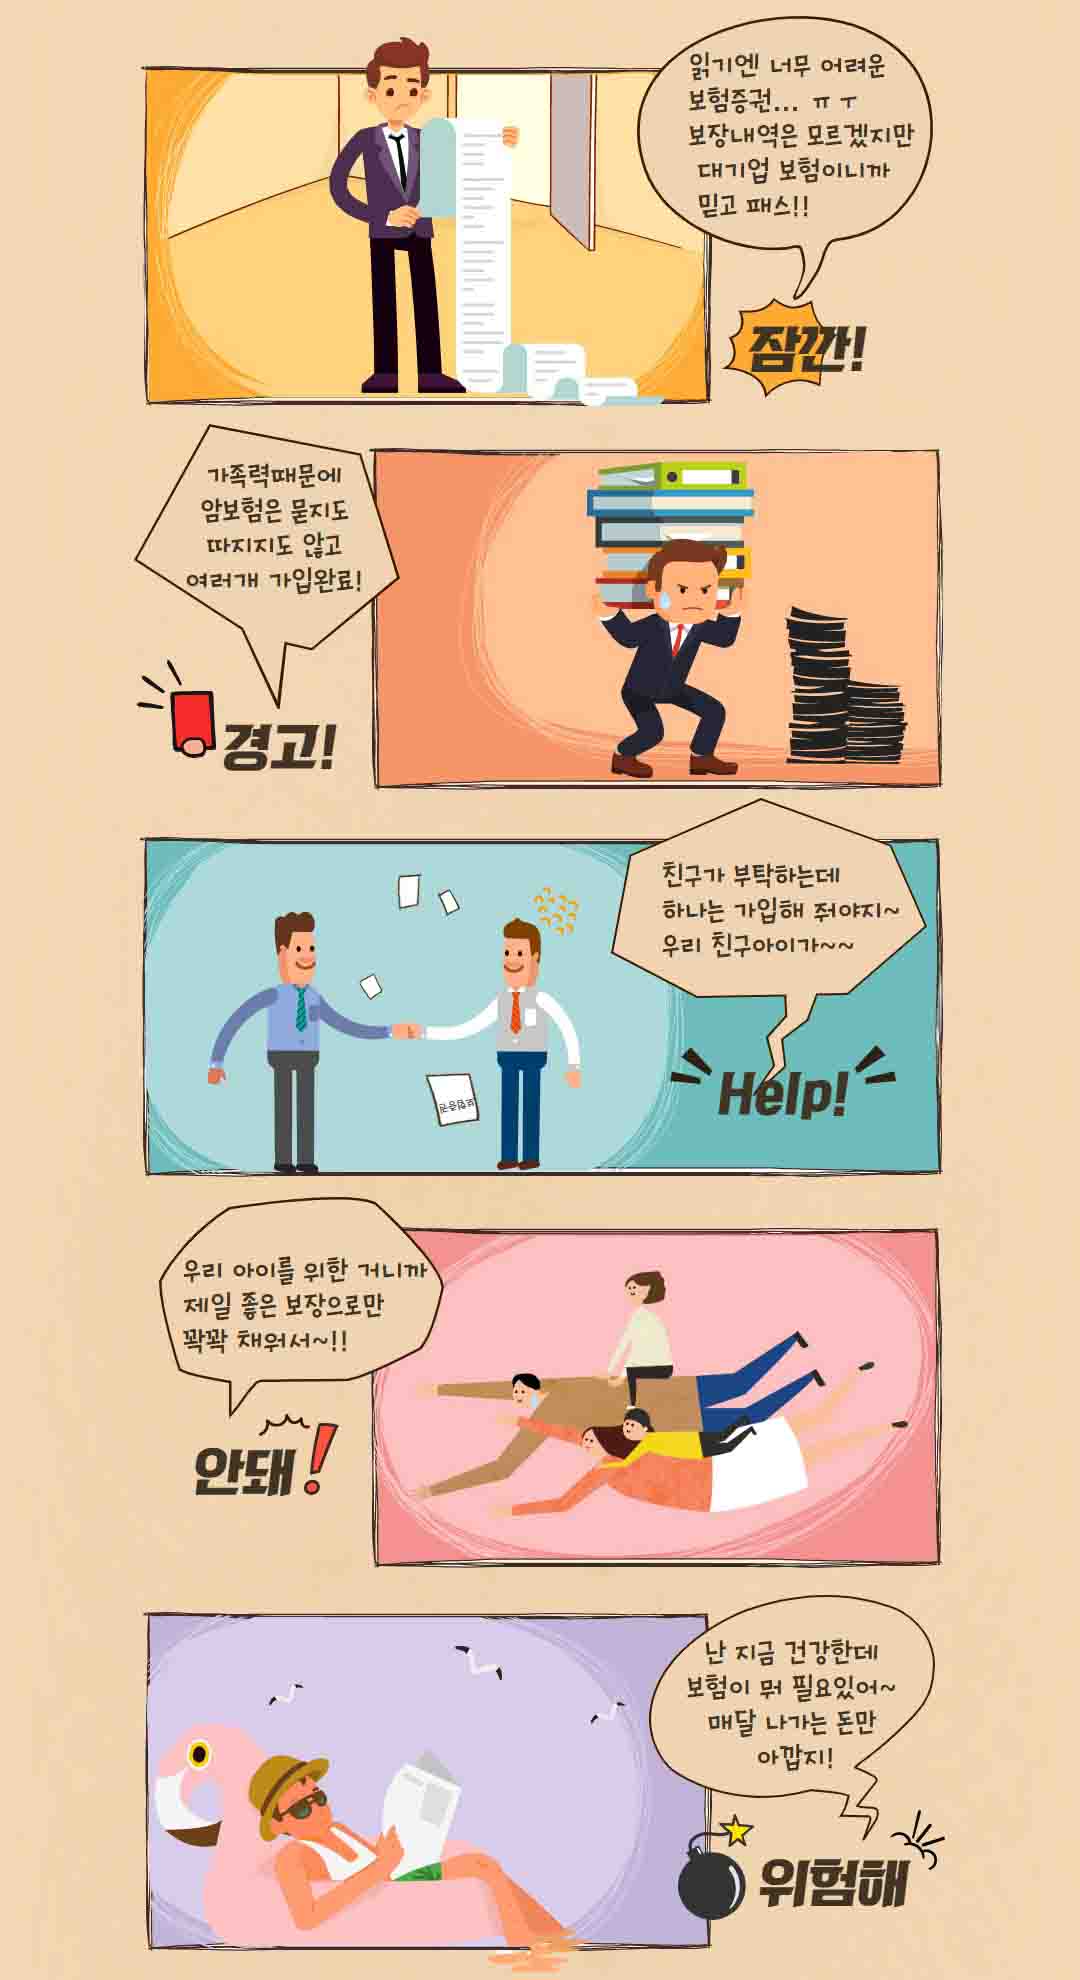 읽기엔 너무 어려운
보험증권... ㅠㅜ
보장내역은 모르겠지만
대기업 보험이니까
믿고 패스!!
잠깐!
가족력때문에
암보험은 묻지도
따지지도 않고
여러개 가입완료!
경고!
친구가 부탁하는데
하나는 가입해 줘야지~
우리 친구아이가~~
Help!
보험증권
우리 아이를 위한 거니까
제일 좋은 보장으로만
꽉꽉 채워서~!!
안돼!
난 지금 건강한데
보험이 뭐 필요있어~
매달 나가는 돈만
아깝지!
위험해